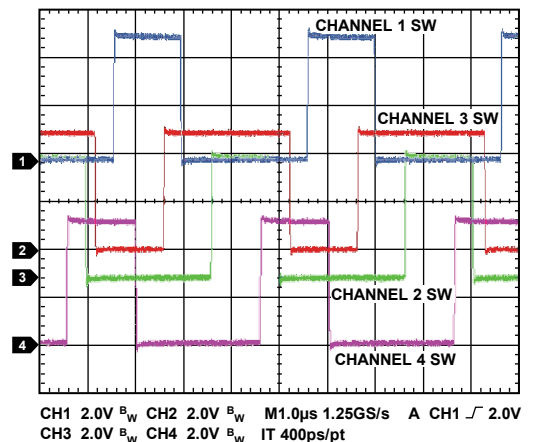 CHANNEL 1 SW
CHANNEL 3 SW
1
2
3
CHANNEL 2 SW
4
CHANNEL 4 SW
CH1 2.0V BW CH2 2.0V BW M1.0µs 1.25GS/s A CH1 2.0V
CH3 2.0V BW CH4 2.0V BW IT 400ps/pt